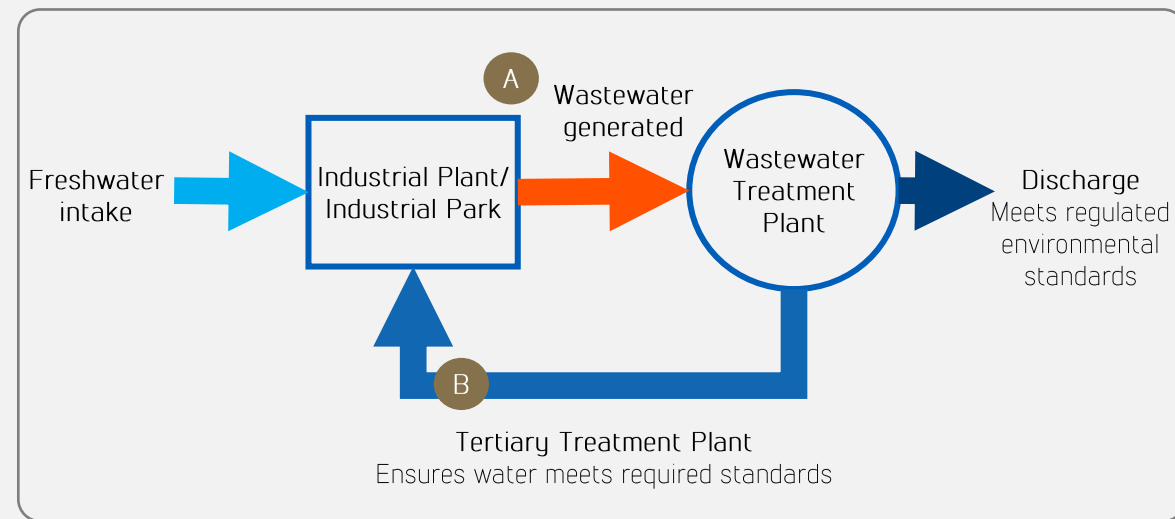 Freshwater
intake
Industrial Plant/
Industrial Park
A
Wastewater
generated
Wastewater
Treatment
Plant
Discharge
Meets regulated
environmental
standards
B
Tertiary Treatment Plant
Ensures water meets required standards